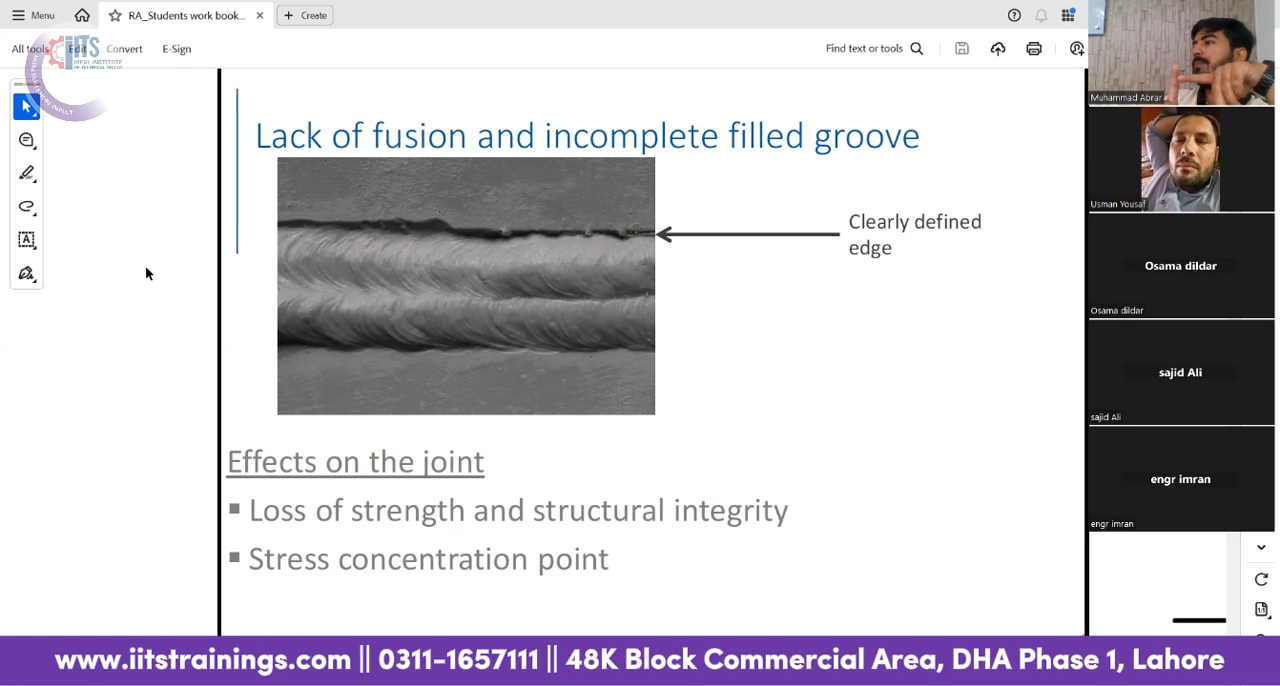 Menu
RA_Students work book...
Create
All tools
Edit
Convert
E-Sign
Find text or tools
iiTS
IDEAL INSTITUTE
Lack of fusion and incomplete filled groove
Clearly defined
edge
Effects on the joint
▪ Loss of strength and structural integrity
▪ Stress concentration point
Muhammad Abrar
Usman Yousaf
Osama dildar
Osama dildar
sajid Ali
sajid Ali
engr imran
engr imran
www.iitstrainings.com || 0311-1657111 || 48K Block Commercial Area, DHA Phase 1, Lahore